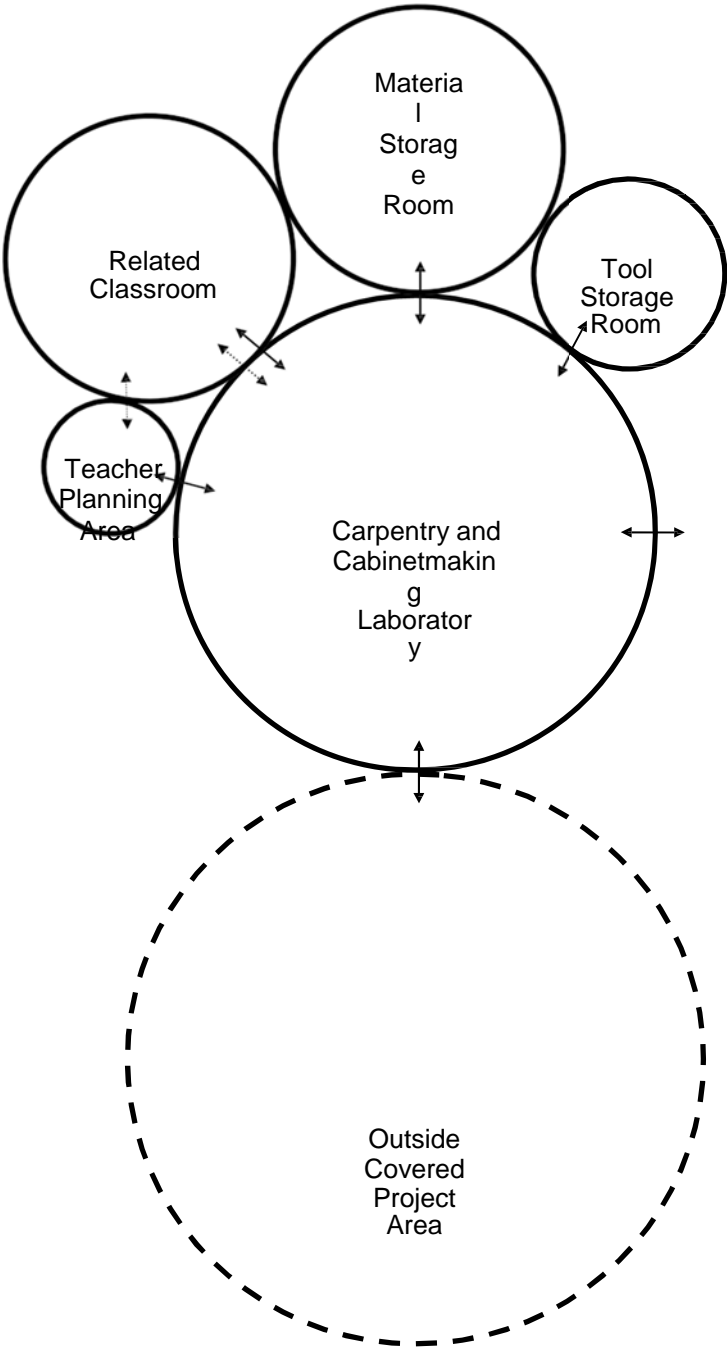 Materia
l
Storag
e
Room
Related
Classroom
Tool
Storage
Room
Teacher
Planning
Area
Carpentry and
Cabinetmakin
g
Laborator
y
Outside
Covered
Project
Area